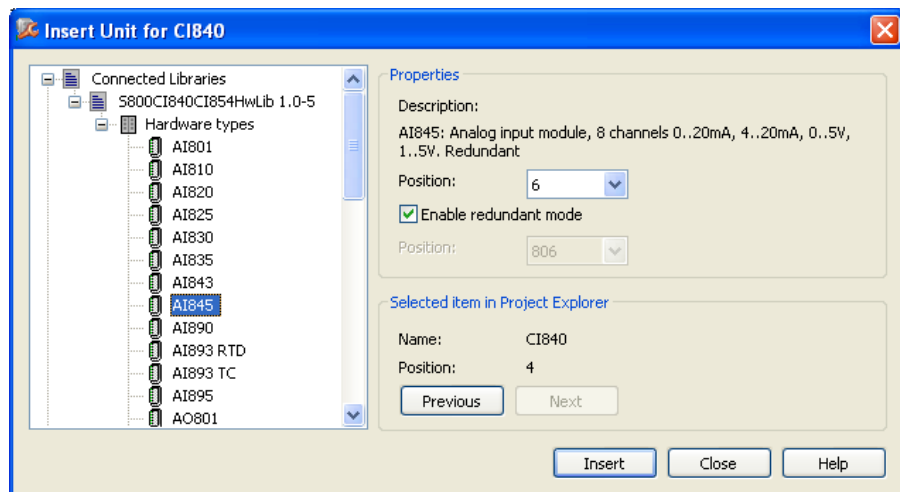 Insert Unit for CI840
Connected Libraries
S800CI840CI854HwLib 1.0-5
Hardware types
AI801
AI810
AI820
AI825
AI830
AI835
AI843
AI845
AI890
AI893 RTD
AI893 TC
AI895
AO801
Properties
Description:
AI845: Analog input module, 8 channels 0..20mA, 4..20mA, 0..5V,
1..5V. Redundant
Position: 6
Enable redundant mode
Position: 806
Selected item in Project Explorer
Name: CI840
Position: 4
Previous Next
Insert Close Help